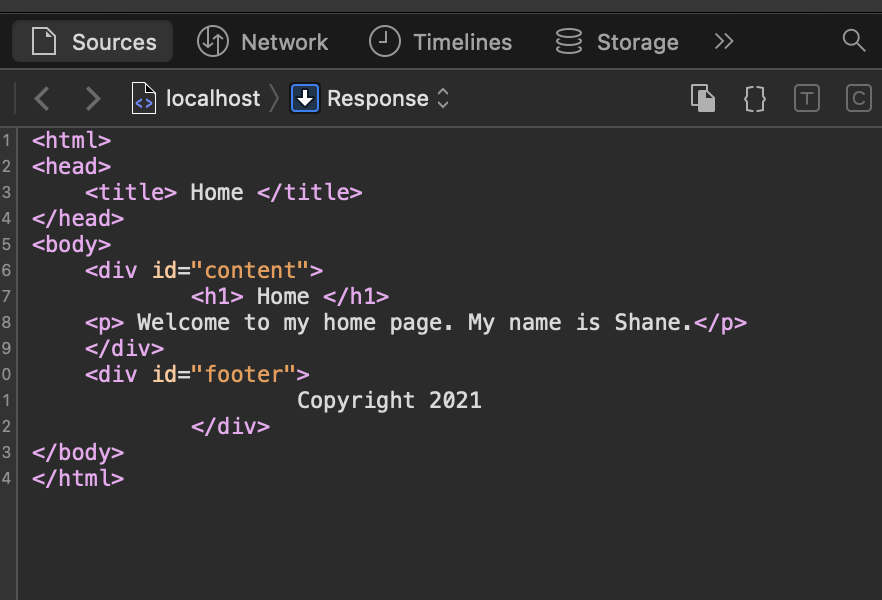 Sources Network Timelines Storage
localhost Response
T C
1 <html>
2 <head>
3     <title> Home </title>
4 </head>
5 <body>
6     <div id="content">
7             <h1> Home </h1>
8     <p> Welcome to my home page. My name is Shane.</p>
9     </div>
0     <div id="footer">
1                     Copyright 2021
2             </div>
3 </body>
4 </html>